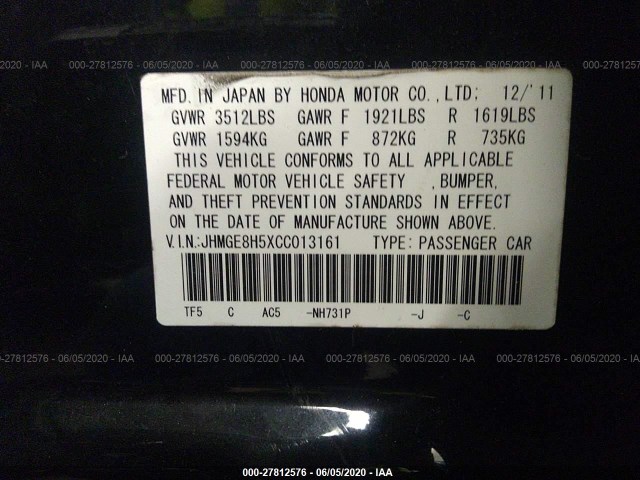 000-27812576 - 06/05/2020 - IAA
MFD. IN JAPAN BY HONDA MOTOR CO., LTD: 12/'11
GVWR 3512LBS GAWR F 1921LBS R 1619LBS
GVWR 1594KG GAWR F 872KG R 735KG
THIS VEHICLE CONFORMS TO ALL APPLICABLE
FEDERAL MOTOR VEHICLE SAFETY , BUMPER,
AND THEFT PREVENTION STANDARDS IN EFFECT
ON THE DATE OF MANUFACTURE SHOWN ABOVE.
V.I.N.:JHMGE8H5XCC013161 TYPE: PASSENGER CAR
TF5 C AC5 -NH731P -J -C
000-27812576 - 06/05/2020 - IAA
000-27812576 - 06/05/2020 - IAA